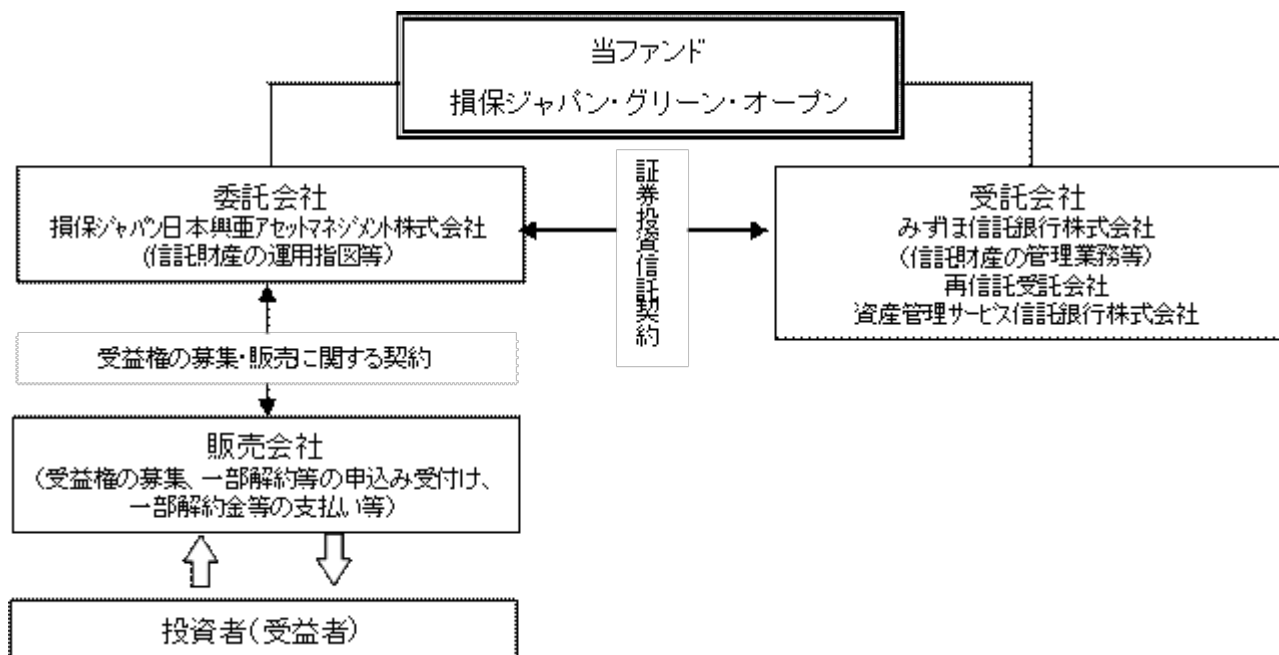 当ファンド
損保ジャパン・グリーン・オープン
委託会社
損保ジャパン日本興亜アセットマネジメント株式会社
(信託財産の運用指図等)
証券投資信託契約
受託会社
みずほ信託銀行株式会社
(信託財産の管理業務等)
再信託受託会社
資産管理サービス信託銀行株式会社
受益権の募集・販売に関する契約
販売会社
(受益権の募集、一部解約等の申込み受付け、
一部解約金等の支払い等)
投資者(受益者)